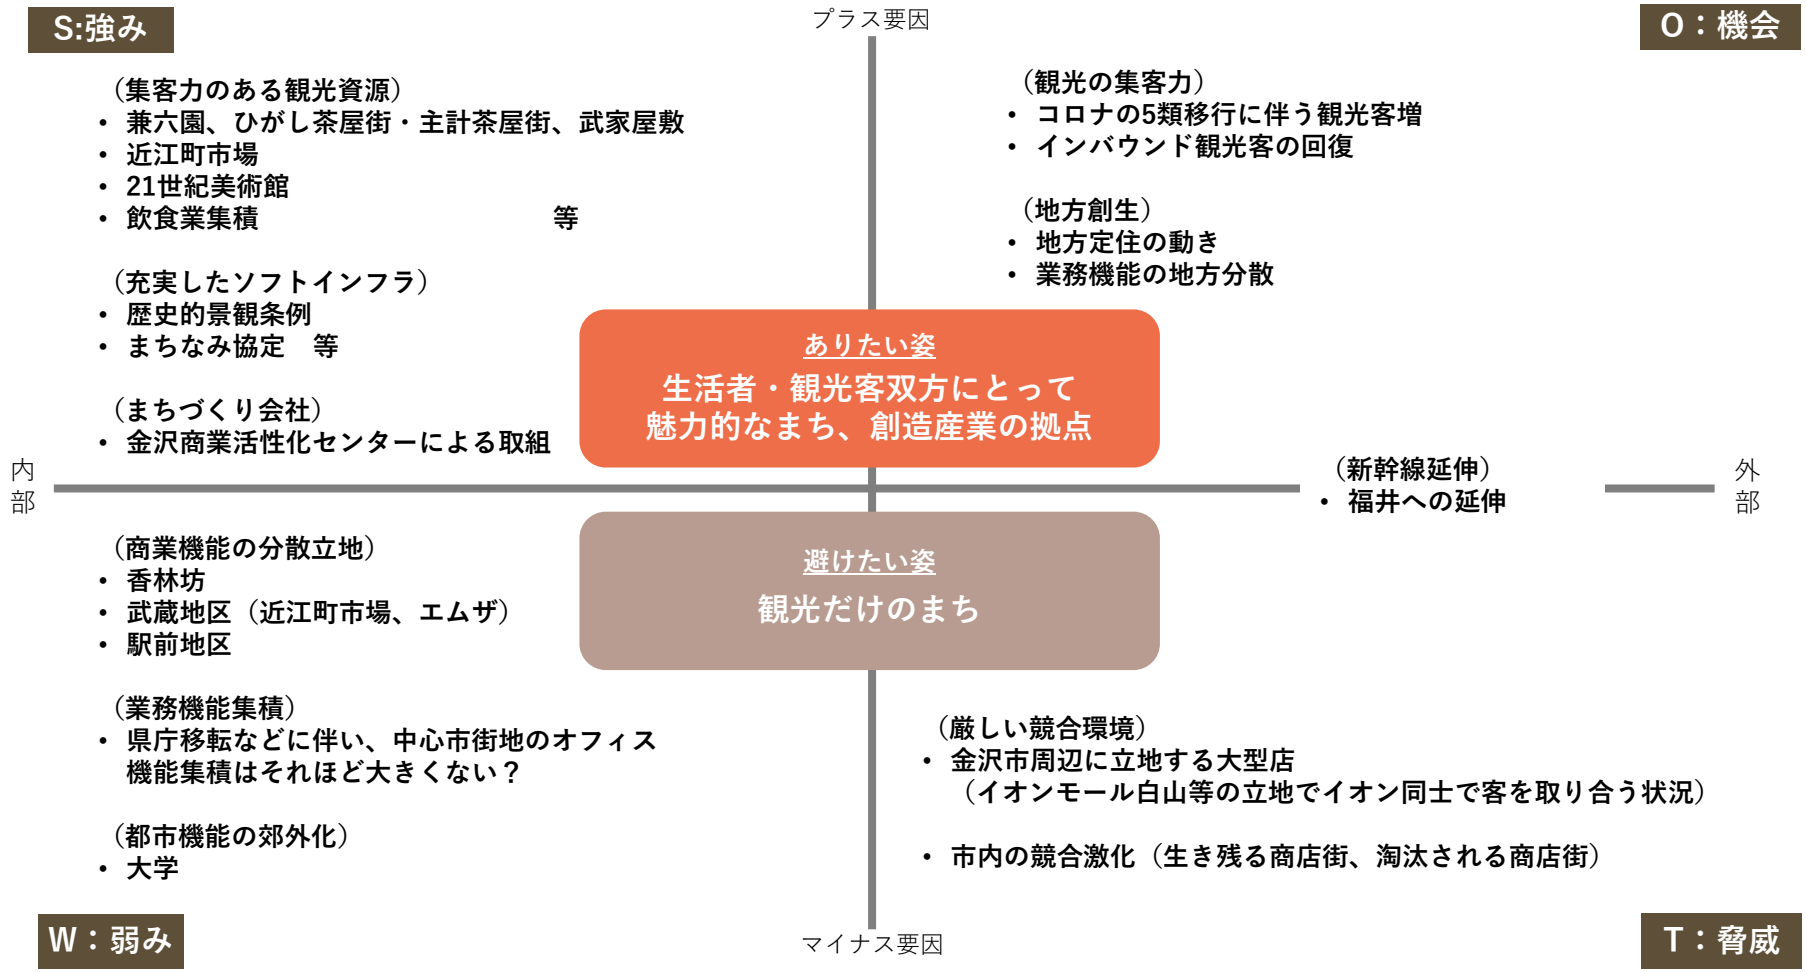 S:強み
プラス要因
O：機会
（集客力のある観光資源）
• 兼六園、ひがし茶屋街・主計茶屋街、武家屋敷
• 近江町市場
• 21世紀美術館
• 飲食業集積　　　　　　　　　　　等
（充実したソフトインフラ）
• 歴史的景観条例
• まちなみ協定　等
（まちづくり会社）
• 金沢商業活性化センターによる取組
（観光の集客力）
• コロナの5類移行に伴う観光客増
• インバウンド観光客の回復
（地方創生）
• 地方定住の動き
• 業務機能の地方分散
ありたい姿
生活者・観光客双方にとって
魅力的なまち、創造産業の拠点
内部
（新幹線延伸）
• 福井への延伸
外部
避けたい姿
観光だけのまち
（商業機能の分散立地）
• 香林坊
• 武蔵地区（近江町市場、エムザ）
• 駅前地区
（業務機能集積）
• 県庁移転などに伴い、中心市街地のオフィス
機能集積はそれほど大きくない？
（都市機能の郊外化）
• 大学
（厳しい競合環境）
• 金沢市周辺に立地する大型店
（イオンモール白山等の立地でイオン同士で客を取り合う状況）
• 市内の競合激化（生き残る商店街、淘汰される商店街）
W：弱み
マイナス要因
T：脅威